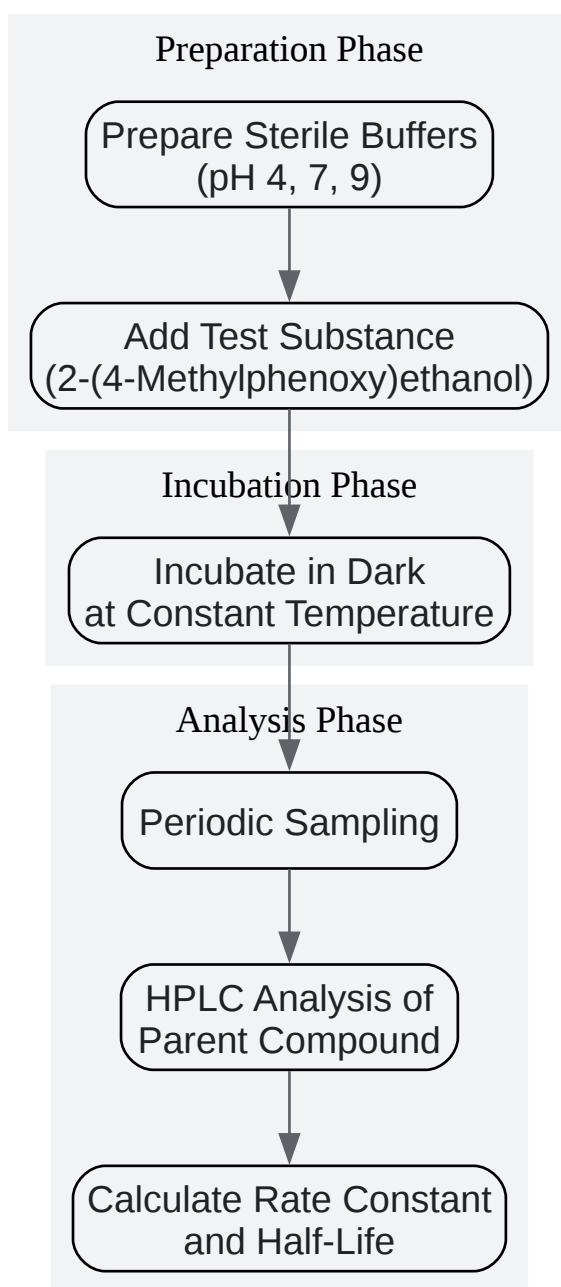 Preparation Phase
Prepare Sterile Buffers
(pH 4, 7, 9)
Add Test Substance
(2-(4-Methylphenoxy)ethanol)
Incubation Phase
Incubate in Dark
at Constant Temperature
Analysis Phase
Periodic Sampling
HPLC Analysis of
Parent Compound
Calculate Rate Constant
and Half-Life